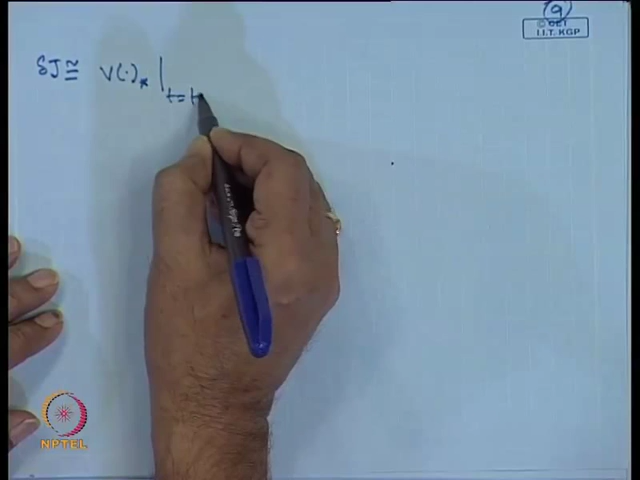 9
© CET
I.I.T. KGP
δJ ≅ V(·)* |t=t
NPTEL